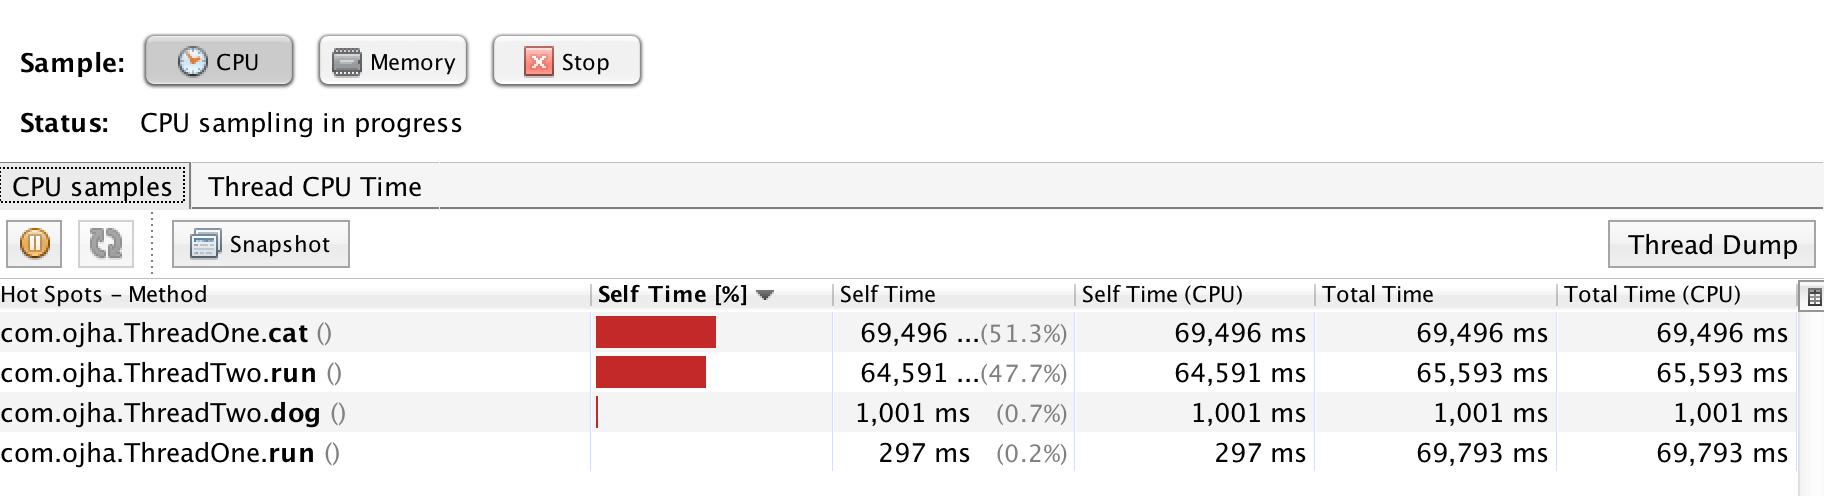 Sample: CPU Memory Stop
Status: CPU sampling in progress
CPU samples Thread CPU Time
Snapshot Thread Dump
Hot Spots – Method Self Time [%] Self Time Self Time (CPU) Total Time Total Time (CPU)
com.ojha.ThreadOne.cat () 69,496 ...(51.3%) 69,496 ms 69,496 ms 69,496 ms
com.ojha.ThreadTwo.run () 64,591 ...(47.7%) 64,591 ms 65,593 ms 65,593 ms
com.ojha.ThreadTwo.dog () 1,001 ms (0.7%) 1,001 ms 1,001 ms 1,001 ms
com.ojha.ThreadOne.run () 297 ms (0.2%) 297 ms 69,793 ms 69,793 ms